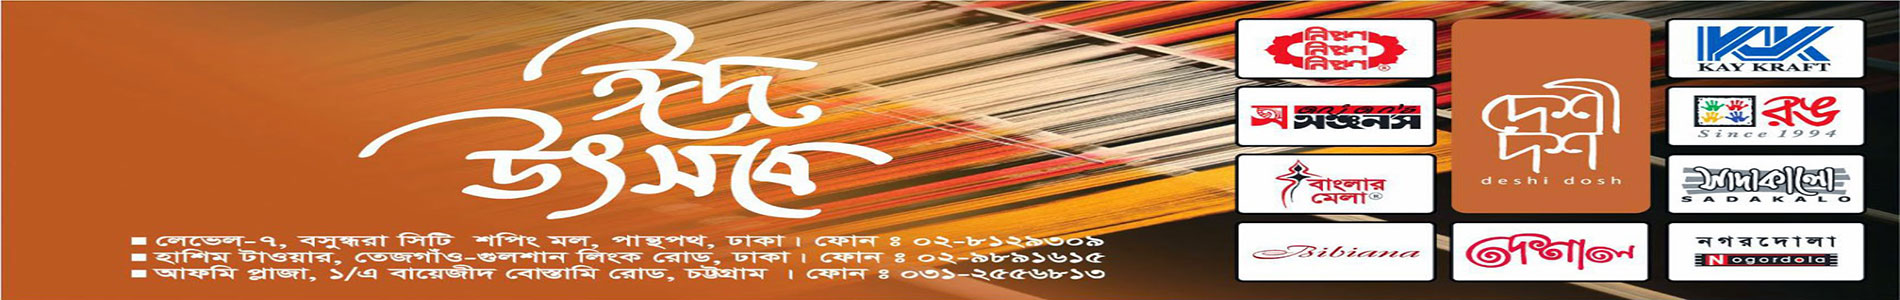 ঈদ
উৎসবে
■ লেভেল-৭, বসুন্ধরা সিটি শপিং মল, পান্থপথ, ঢাকা। ফোন ঃ ০২-৮১২৯৩০৯
■ হাশিম টাওয়ার, তেজগাঁও-গুলশান লিংক রোড, ঢাকা। ফোন ঃ ০২-৯৮৯১৬১৫
■ আফমি প্লাজা, ১/এ বায়েজীদ বোস্তামি রোড, চট্টগ্রাম । ফোন ঃ ০৩১-২৫৫৬৮১৩
নিপুণ
নিপুণ
নিপুণ®
অ অঞ্জনস
বাংলার
মেলা®
Bibiana
দেশী
দশ
deshi dosh
দেশাল
KAY KRAFT
রঙ
Since 1994
সাদাকালো
SADAKALO
নগরদোলা
Nogordola